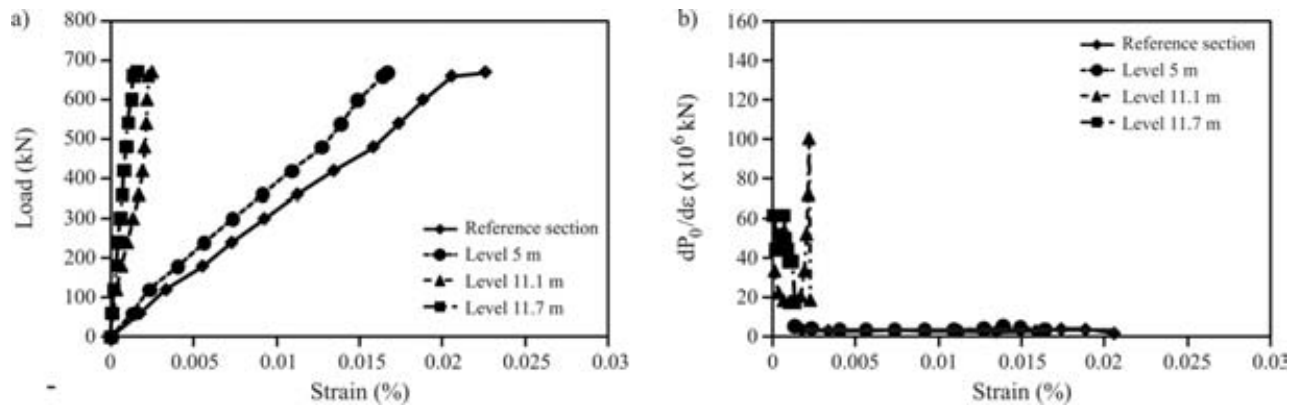 a)
800
700
600
500
400
300
200
100
0
Load (kN)
0 0.005 0.01 0.015 0.02 0.025 0.03
Strain (%)
Reference section
Level 5 m
Level 11.1 m
Level 11.7 m
-
b)
160
140
120
100
80
60
40
20
0
dP₀/dε (x10⁶ kN)
0 0.005 0.01 0.015 0.02 0.025 0.03
Strain (%)
Reference section
Level 5 m
Level 11.1 m
Level 11.7 m